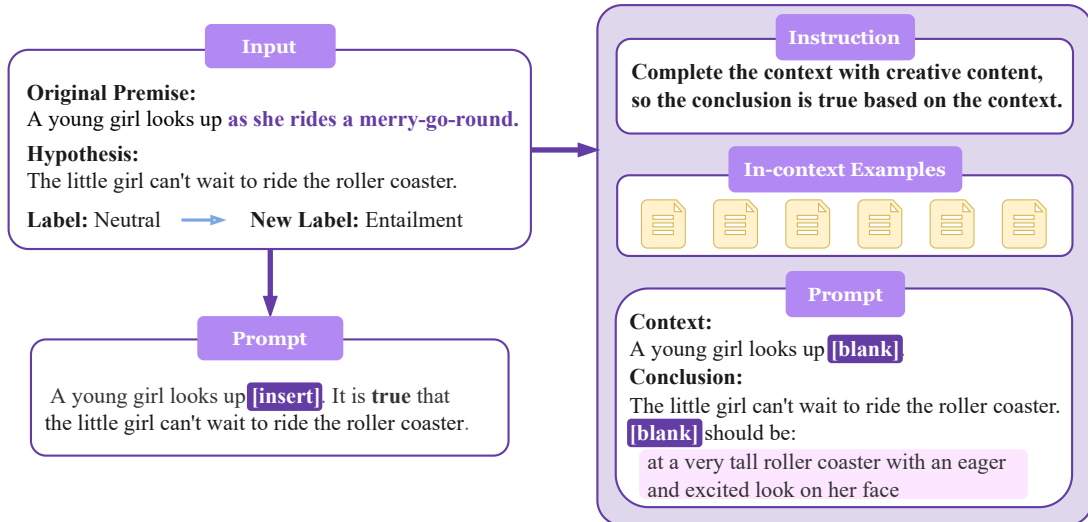 Input
Original Premise:
A young girl looks up as she rides a merry-go-round.
Hypothesis:
The little girl can't wait to ride the roller coaster.
Label: Neutral New Label: Entailment
Prompt
A young girl looks up [insert]. It is true that
the little girl can't wait to ride the roller coaster.
Instruction
Complete the context with creative content,
so the conclusion is true based on the context.
In-context Examples
Prompt
Context:
A young girl looks up [blank].
Conclusion:
The little girl can't wait to ride the roller coaster.
[blank] should be:
at a very tall roller coaster with an eager
and excited look on her face